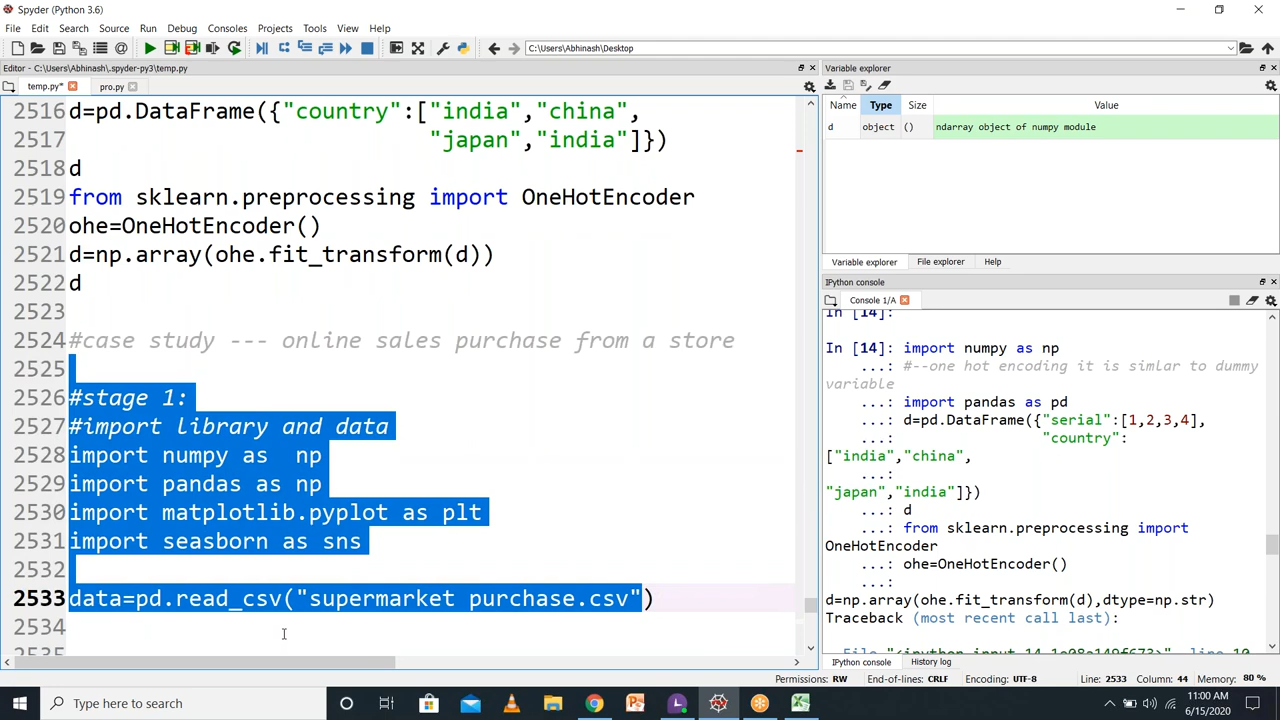 Spyder (Python 3.6)
File Edit Search Source Run Debug Consoles Projects Tools View Help
C:\Users\Abhinash\Desktop
Editor - C:\Users\Abhinash\.spyder-py3\temp.py
temp.py* pro.py
2516 d=pd.DataFrame({"country":["india","china",
2517 "japan","india"]})
2518 d
2519 from sklearn.preprocessing import OneHotEncoder
2520 ohe=OneHotEncoder()
2521 d=np.array(ohe.fit_transform(d))
2522 d
2523
2524 #case study --- online sales purchase from a store
2525
2526 #stage 1:
2527 #import library and data
2528 import numpy as np
2529 import pandas as np
2530 import matplotlib.pyplot as plt
2531 import seasborn as sns
2532
2533 data=pd.read_csv("supermarket purchase.csv")
2534
2535
Variable explorer
Name Type Size Value
d object () ndarray object of numpy module
Variable explorer File explorer Help
IPython console
Console 1/A
In [14]:
In [14]: import numpy as np
...: #--one hot encoding it is simlar to dummy
variable
...: import pandas as pd
...: d=pd.DataFrame({"serial":[1,2,3,4],
...: "country":
["india","china",
...:
"japan","india"]})
...: d
...: from sklearn.preprocessing import
OneHotEncoder
...: ohe=OneHotEncoder()
...:
d=np.array(ohe.fit_transform(d),dtype=np.str)
Traceback (most recent call last):
File "<ipython-input-14-1e08a149f673>", line 10
IPython console History log
Permissions: RW End-of-lines: CRLF Encoding: UTF-8 Line: 2533 Column: 44 Memory: 80 %
Type here to search
11:00 AM
6/15/2020